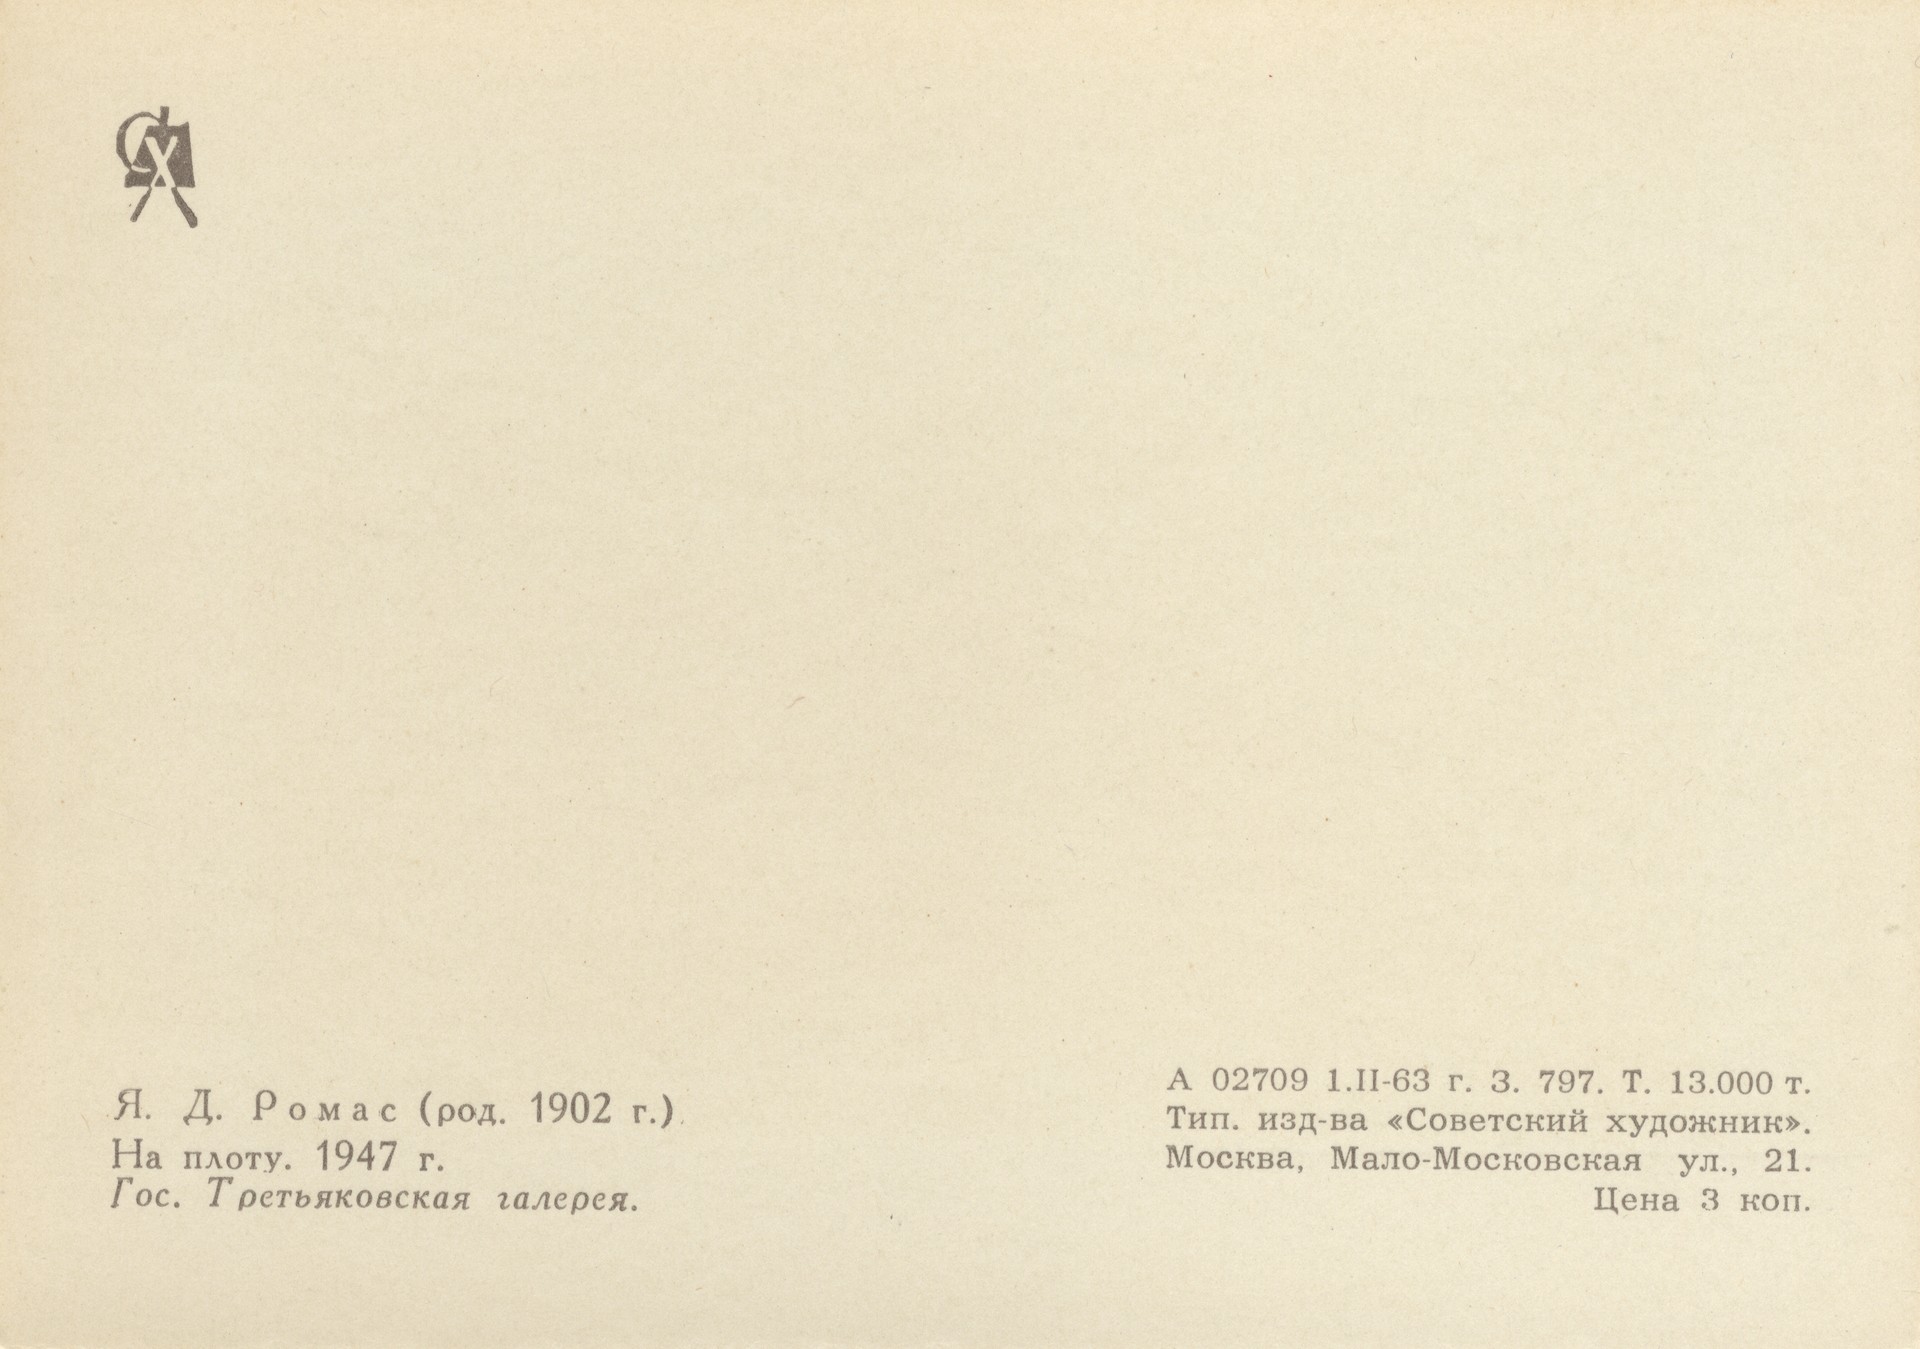 СХ
Я. Д. Ромас (род. 1902 г.).
На плоту. 1947 г.
Гос. Третьяковская галерея.
А 02709 1.II-63 г. З. 797. Т. 13.000 т.
Тип. изд-ва «Советский художник».
Москва, Мало-Московская ул., 21.
Цена 3 коп.